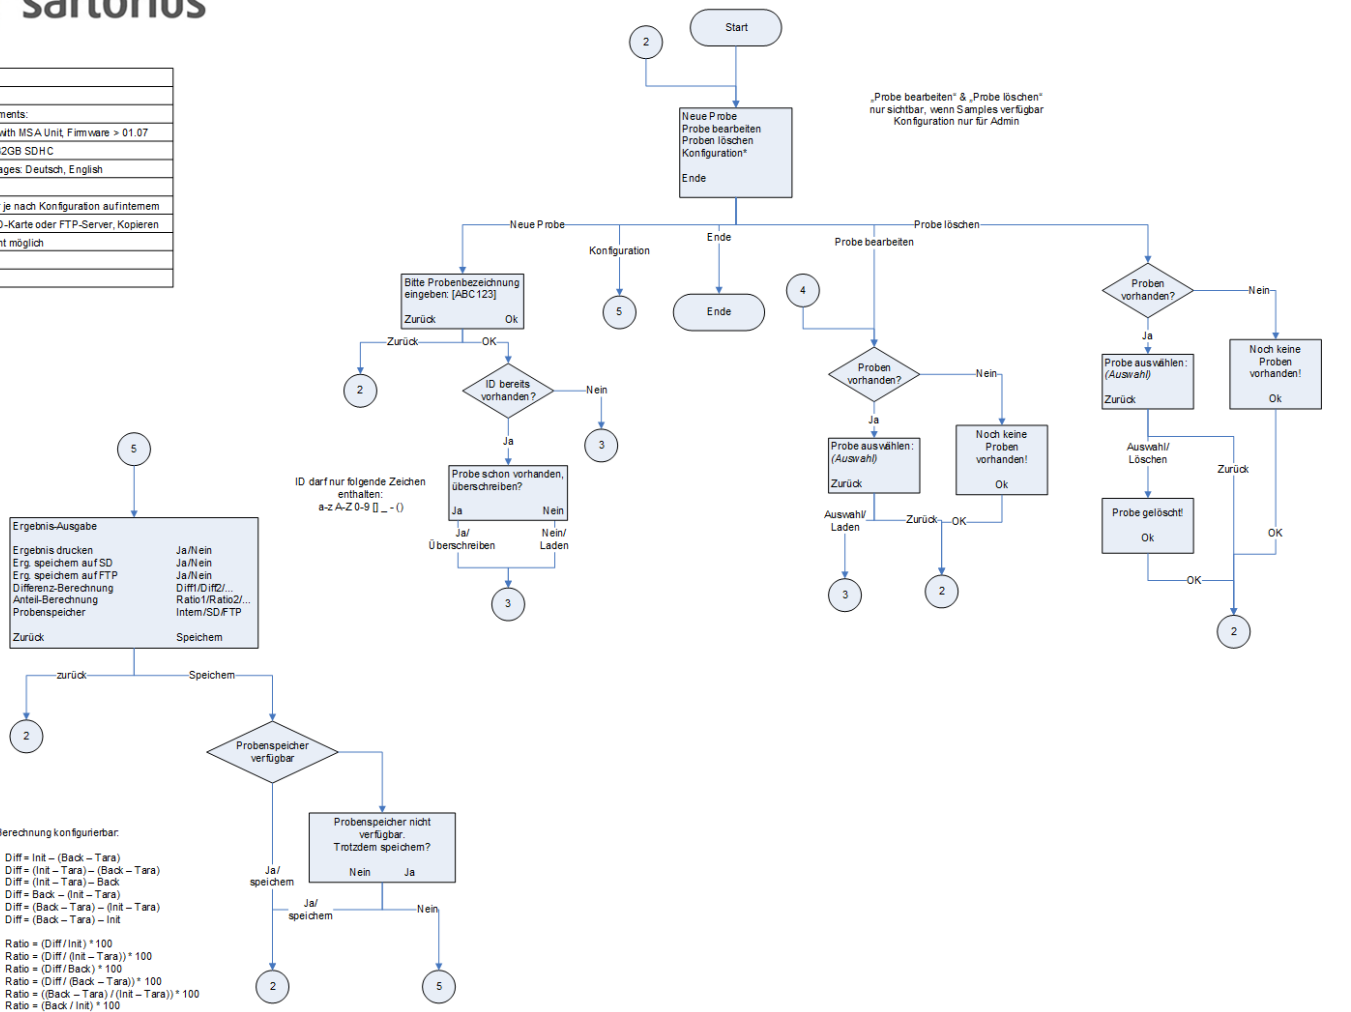 sartorius
ments:
with MSA Unit, Firmware > 01.07
32GB SDHC
ages: Deutsch, English
je nach Konfiguration auf internem
D-Karte oder FTP-Server, Kopieren
nt möglich
Start
2
„Probe bearbeiten“ & „Probe löschen“
nur sichtbar, wenn Samples verfügbar
Konfiguration nur für Admin
Neue Probe
Probe bearbeiten
Proben löschen
Konfiguration*
Ende
Neue Probe
Konfiguration
Ende
Probe bearbeiten
Probe löschen
Bitte Probenbezeichnung
eingeben: [ABC123]
Zurück Ok
Zurück
OK
2
ID bereits
vorhanden?
Nein
3
Ja
ID darf nur folgende Zeichen
enthalten:
a-z A-Z 0-9 [] _ - ()
Probe schon vorhanden,
überschreiben?
Ja Nein
Ja/
Überschreiben
Nein/
Laden
3
5
Ende
4
Proben
vorhanden?
Nein
Ja
Probe auswählen:
(Auswahl)
Zurück
Noch keine
Proben
vorhanden!
Ok
Auswahl/
Laden
Zurück
OK
3
2
Proben
vorhanden?
Nein
Ja
Probe auswählen:
(Auswahl)
Zurück
Noch keine
Proben
vorhanden!
Ok
Auswahl/
Löschen
Zurück
Probe gelöscht!
Ok
OK
OK
2
5
Ergebnis-Ausgabe
Ergebnis drucken Ja/Nein
Erg. speichern auf SD Ja/Nein
Erg. speichern auf FTP Ja/Nein
Differenz-Berechnung Diff1/Diff2/...
Anteil-Berechnung Ratio1/Ratio2/...
Probenspeicher Intern/SD/FTP
Zurück Speichern
zurück
Speichern
2
Probenspeicher
verfügbar
Probenspeicher nicht
verfügbar.
Trotzdem speichern?
Nein Ja
Ja/
speichern
Ja/
speichern
Nein
2
5
Berechnung konfigurierbar:
Diff = Init – (Back – Tara)
Diff = (Init – Tara) – (Back – Tara)
Diff = (Init – Tara) – Back
Diff = Back – (Init – Tara)
Diff = (Back – Tara) – (Init – Tara)
Diff = (Back – Tara) – Init
Ratio = (Diff / Init) * 100
Ratio = (Diff / (Init – Tara)) * 100
Ratio = (Diff / Back) * 100
Ratio = (Diff / (Back – Tara)) * 100
Ratio = ((Back – Tara) / (Init – Tara)) * 100
Ratio = (Back / Init) * 100